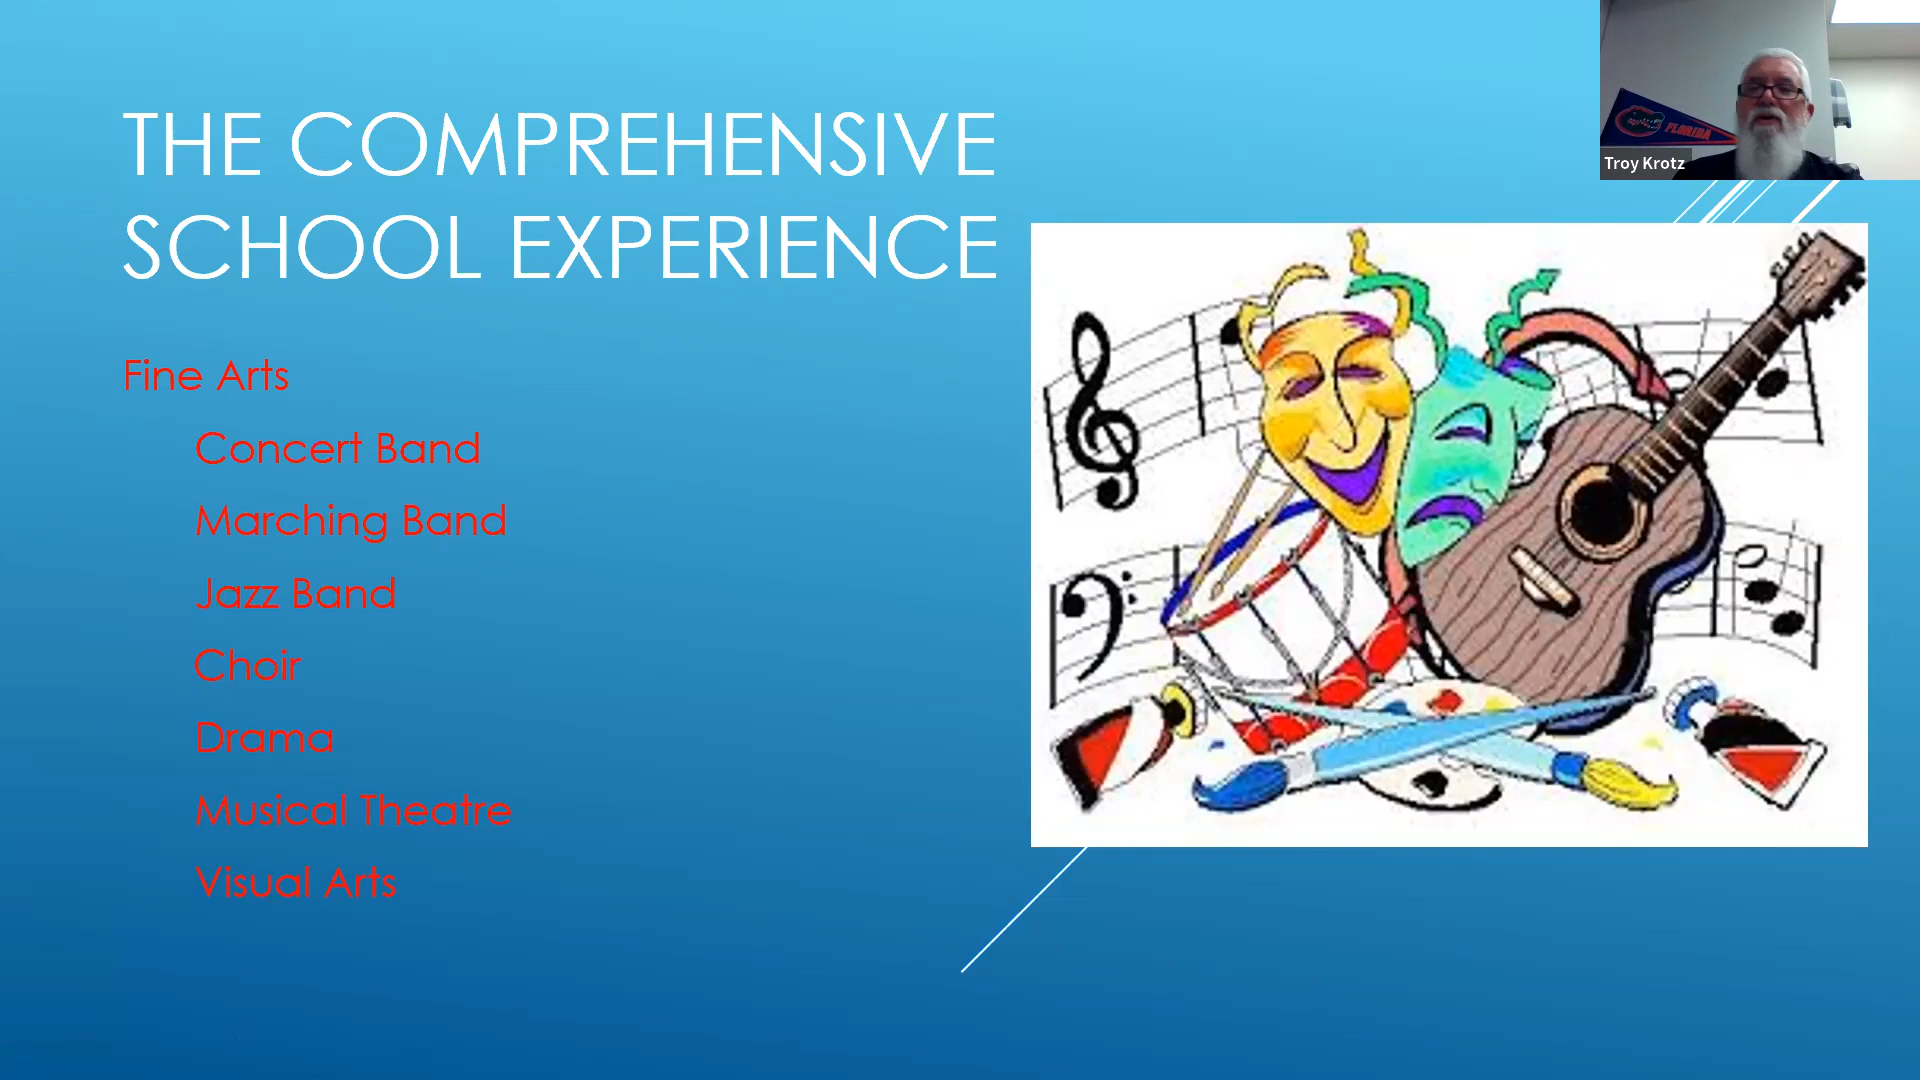 THE COMPREHENSIVE
SCHOOL EXPERIENCE
Fine Arts
Concert Band
Marching Band
Jazz Band
Choir
Drama
Musical Theatre
Visual Arts
FLORIDA
Troy Krotz